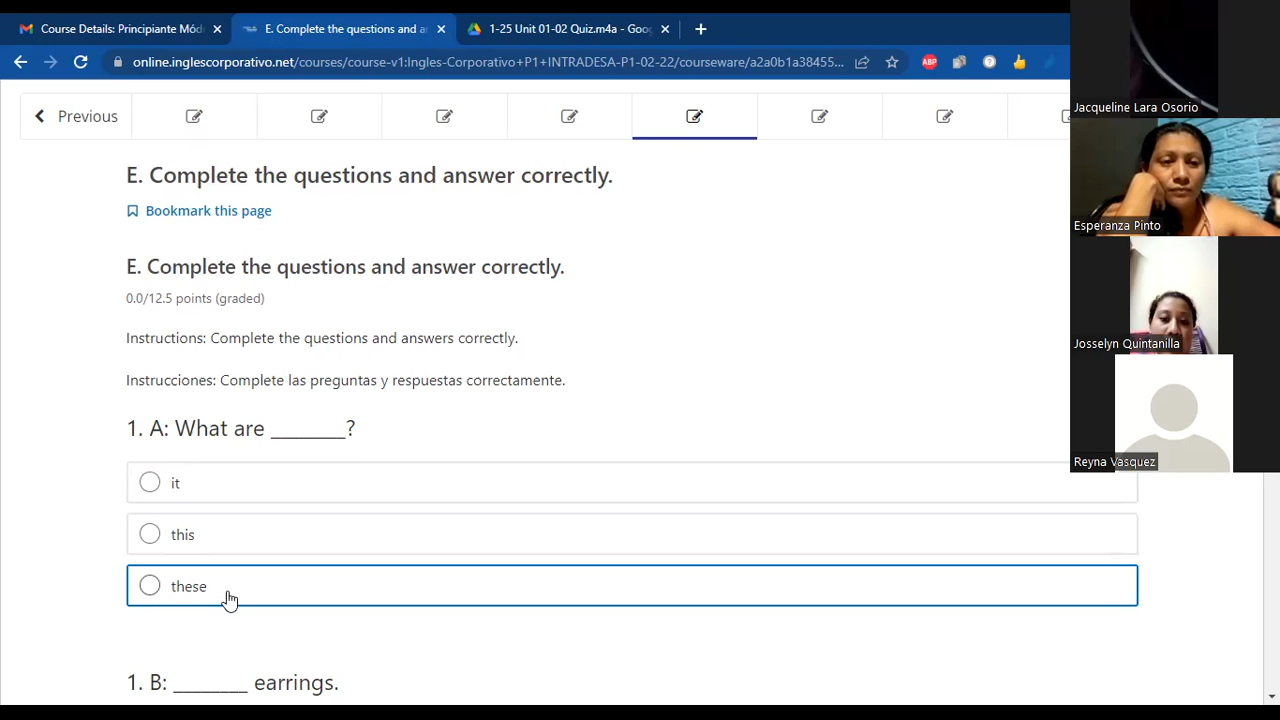 Course Details: Principiante Mód
E. Complete the questions and a
1-25 Unit 01-02 Quiz.m4a - Goo
online.inglescorporativo.net/courses/course-v1:Ingles-Corporativo+P1+INTRADESA-P1-02-22/courseware/a2a0b1a38455...
ABP
Previous
E. Complete the questions and answer correctly.
Bookmark this page
E. Complete the questions and answer correctly.
0.0/12.5 points (graded)
Instructions: Complete the questions and answers correctly.
Instrucciones: Complete las preguntas y respuestas correctamente.
1. A: What are ______?
it
this
these
1. B: ______ earrings.
Jacqueline Lara Osorio
Esperanza Pinto
Josselyn Quintanilla
Reyna Vasquez